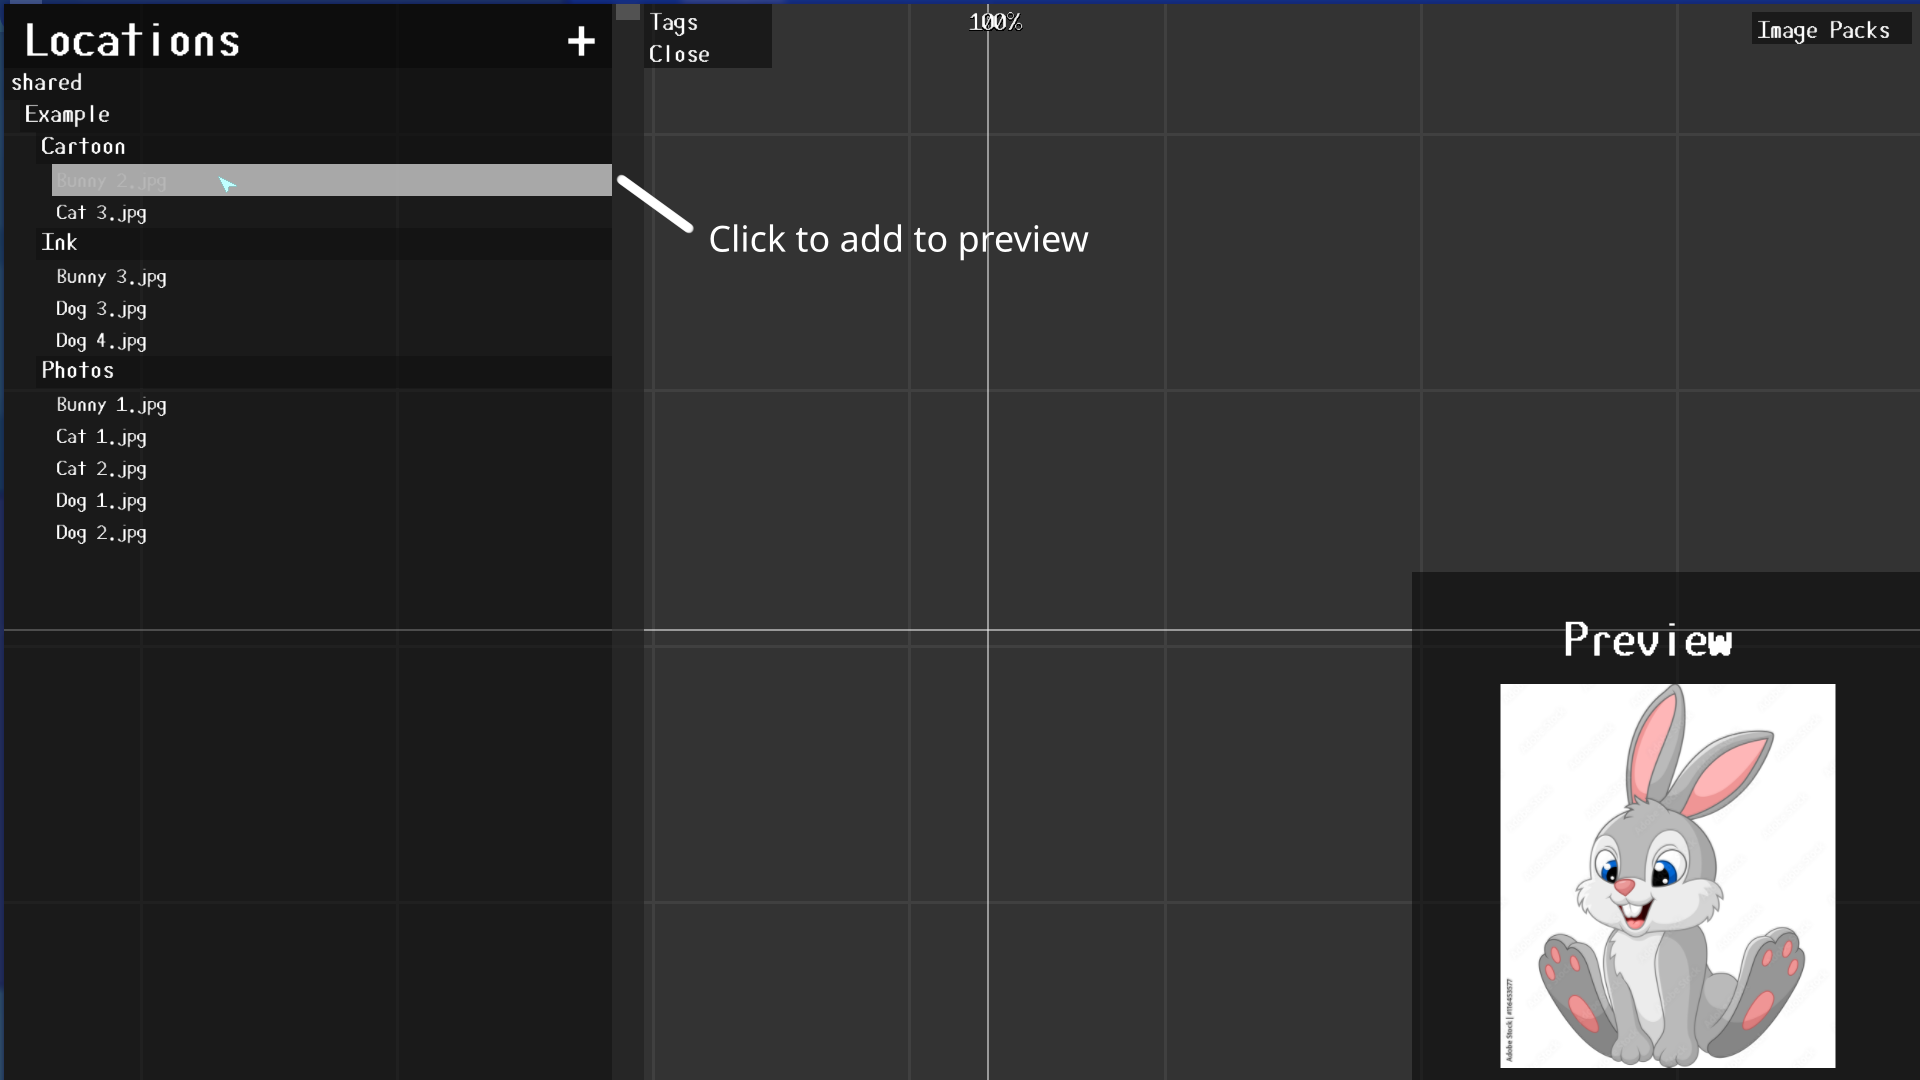 Locations +
shared
Example
Cartoon
Bunny 2.jpg
Cat 3.jpg
Ink
Bunny 3.jpg
Dog 3.jpg
Dog 4.jpg
Photos
Bunny 1.jpg
Cat 1.jpg
Cat 2.jpg
Dog 1.jpg
Dog 2.jpg
Tags
Close
100%
Image Packs
Click to add to preview
Preview